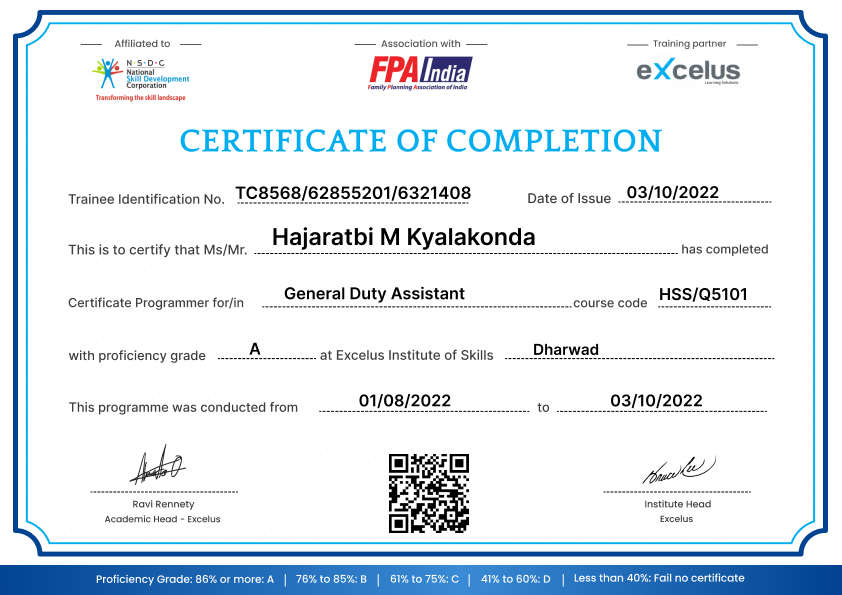 Affiliated to
N·S·D·C
National
Skill Development
Corporation
Transforming the skill landscape
Association with
FPA India
Family Planning Association of India
Training partner
excelus
Learning Solutions
CERTIFICATE OF COMPLETION
Trainee Identification No. TC8568/62855201/6321408 Date of Issue 03/10/2022
This is to certify that Ms/Mr. Hajaratbi M Kyalakonda has completed
Certificate Programmer for/in General Duty Assistant course code HSS/Q5101
with proficiency grade A at Excelus Institute of Skills Dharwad
This programme was conducted from 01/08/2022 to 03/10/2022
Ravi Rennety
Academic Head - Excelus
Institute Head
Excelus
Proficiency Grade: 86% or more: A | 76% to 85%: B | 61% to 75%: C | 41% to 60%: D | Less than 40%: Fail no certificate